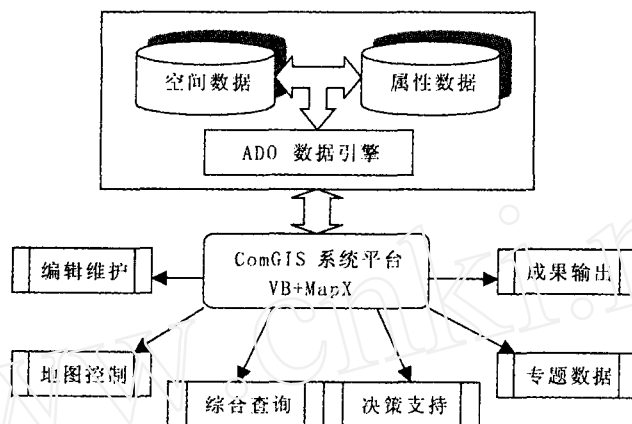 空间数据
属性数据
ADO 数据引擎
ComGIS 系统平台
VB+MapX
编辑维护
成果输出
地图控制
专题数据
综合查询
决策支持